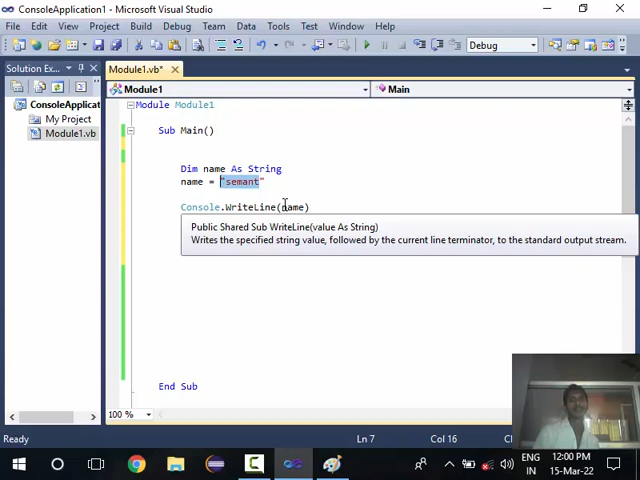 ConsoleApplication1 - Microsoft Visual Studio
File Edit View Project Build Debug Team Data Tools Test Window Help
Debug
Solution Ex...
Module1.vb*
Module1
Main
ConsoleApplicat
My Project
Module1.vb
Module Module1
Sub Main()
Dim name As String
name = "semant"
Console.WriteLine(name)
Public Shared Sub WriteLine(value As String)
Writes the specified string value, followed by the current line terminator, to the standard output stream.
End Sub
100 %
Ready
Ln 7
Col 16
ENG
IN
12:00 PM
15-Mar-22